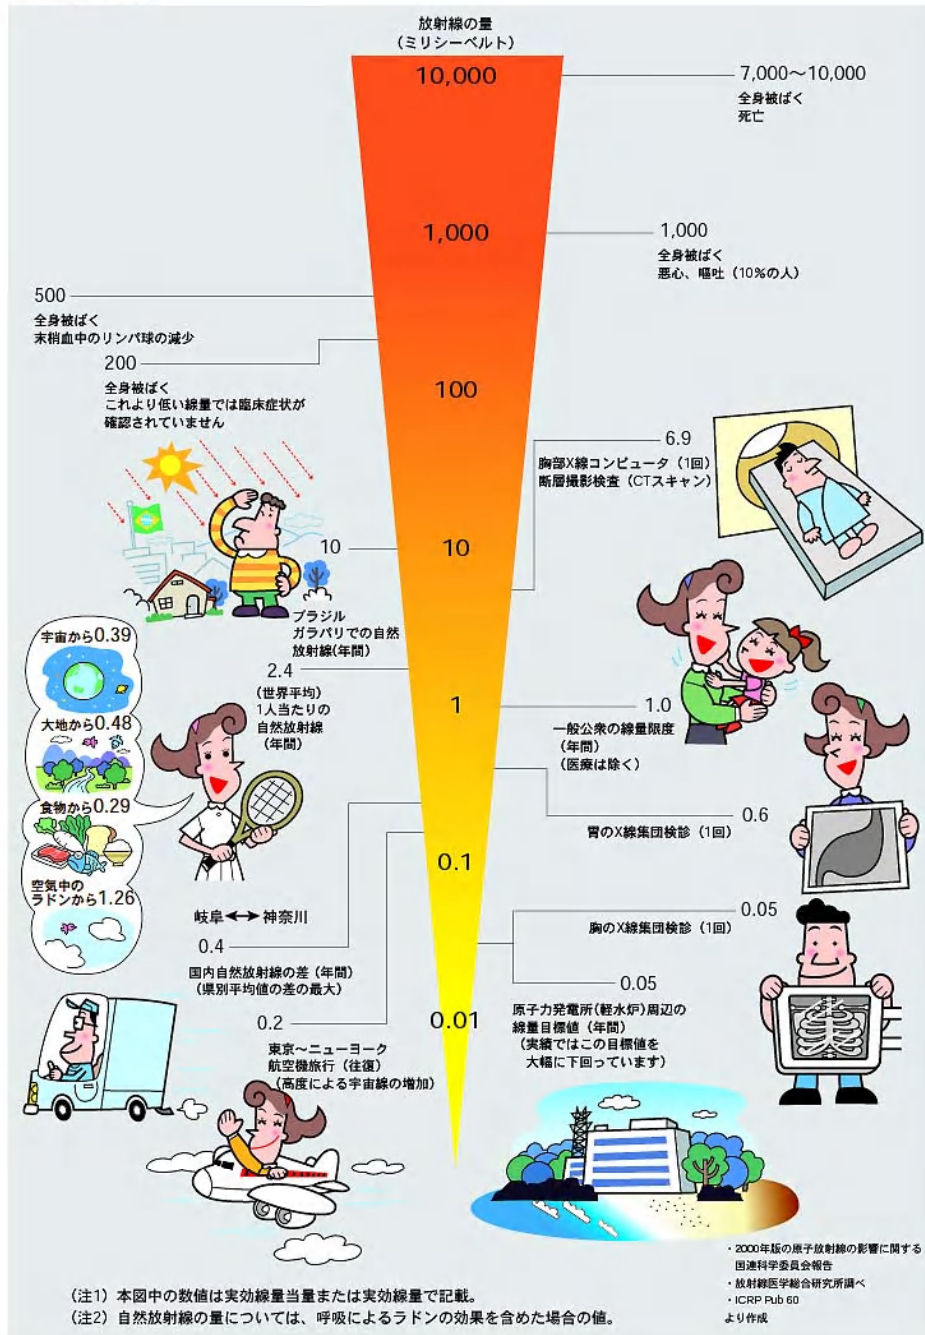 放射線の量
(ミリシーベルト)
10,000
7,000〜10,000
全身被ばく
死亡
1,000
1,000
全身被ばく
悪心、嘔吐(10%の人)
500
全身被ばく
末梢血中のリンパ球の減少
200
全身被ばく
これより低い線量では臨床症状が
確認されていません
100
6.9
胸部X線コンピュータ(1回)
断層撮影検査(CTスキャン)
10
10
ブラジル
ガラパリでの自然
放射線(年間)
宇宙から0.39
大地から0.48
食物から0.29
空気中の
ラドンから1.26
2.4
(世界平均)
1人当たりの
自然放射線
(年間)
1
1.0
一般公衆の線量限度
(年間)
(医療は除く)
0.6
胃のX線集団検診(1回)
0.1
岐阜⟷神奈川
0.4
国内自然放射線の差(年間)
(県別平均値の差の最大)
0.05
胸のX線集団検診(1回)
0.05
原子力発電所(軽水炉)周辺の
線量目標値(年間)
(実績ではこの目標値を
大幅に下回っています)
0.01
0.2
東京〜ニューヨーク
航空機旅行(往復)
(高度による宇宙線の増加)
・2000年版の原子放射線の影響に関する
国連科学委員会報告
・放射線医学総合研究所調べ
・ICRP Pub 60
より作成
(注1)本図中の数値は実効線量当量または実効線量で記載。
(注2)自然放射線の量については、呼吸によるラドンの効果を含めた場合の値。